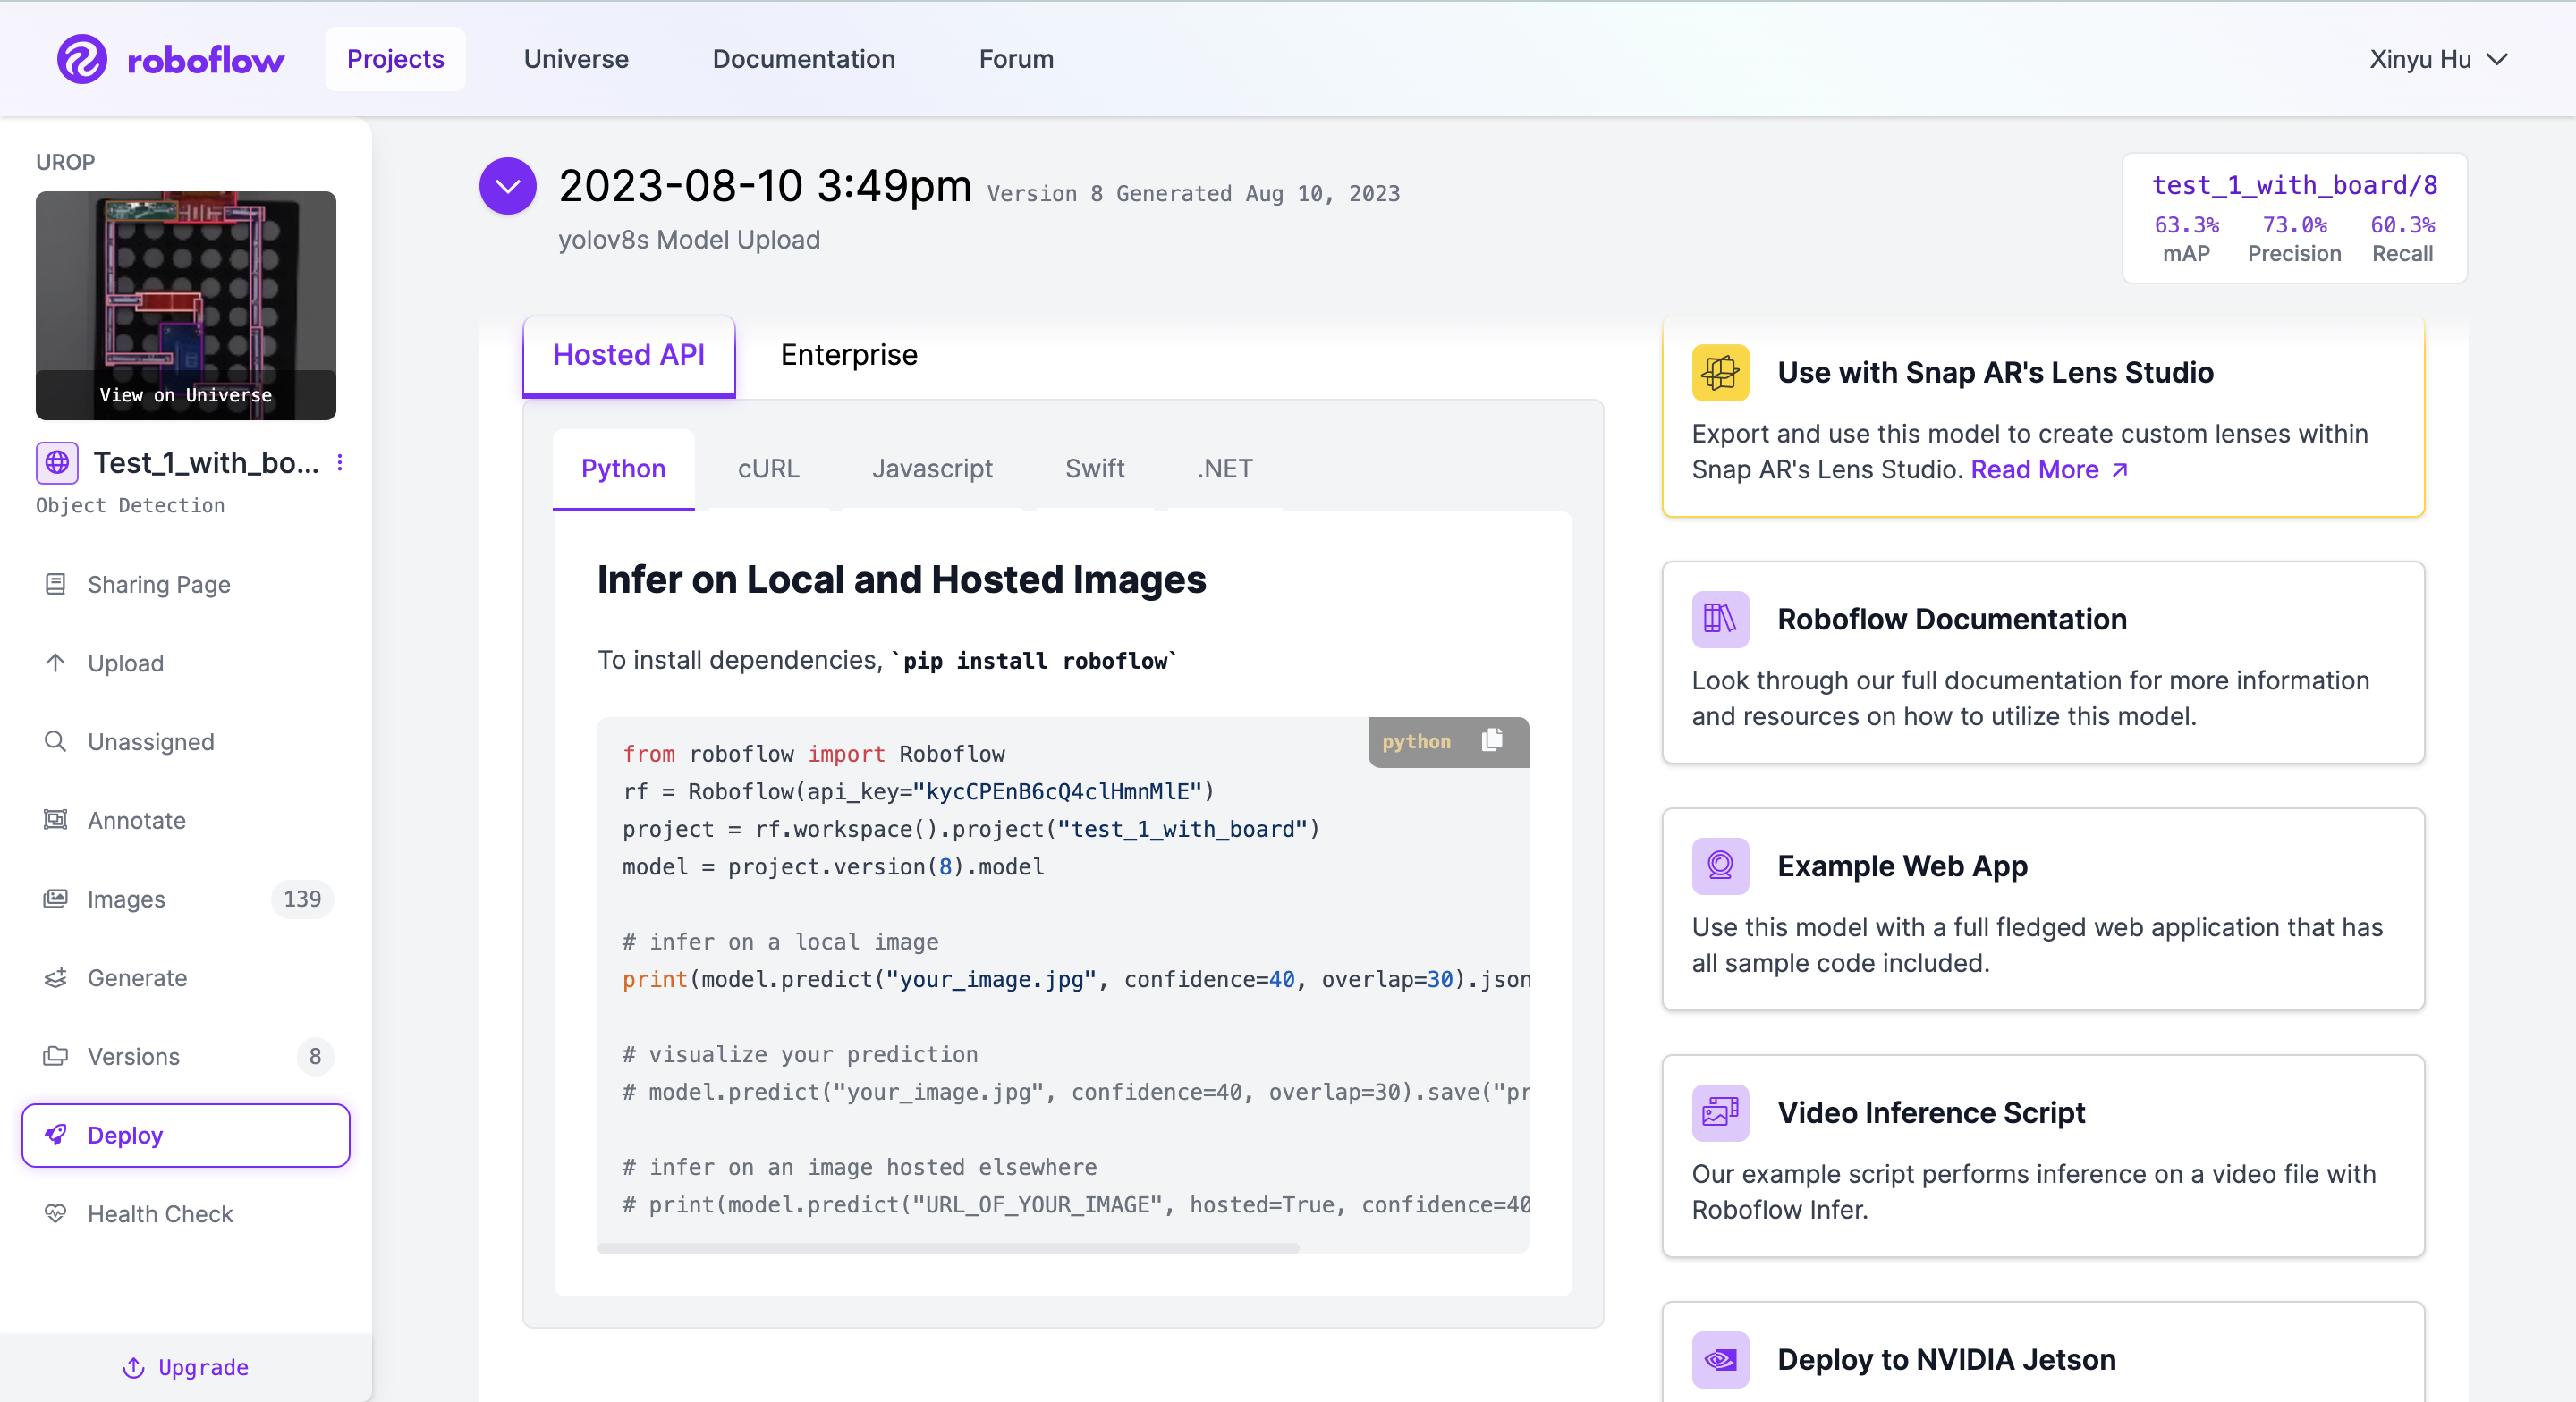 roboflow
Projects
Universe
Documentation
Forum
Xinyu Hu
UROP
View on Universe
Test_1_with_bo...
Object Detection
Sharing Page
Upload
Unassigned
Annotate
Images 139
Generate
Versions 8
Deploy
Health Check
Upgrade
2023-08-10 3:49pm Version 8 Generated Aug 10, 2023
yolov8s Model Upload
test_1_with_board/8
63.3% 73.0% 60.3%
mAP Precision Recall
Hosted API
Enterprise
Python cURL Javascript Swift .NET
Infer on Local and Hosted Images
To install dependencies, `pip install roboflow`
python
from roboflow import Roboflow
rf = Roboflow(api_key="kycCPEnB6cQ4clHmnMlE")
project = rf.workspace().project("test_1_with_board")
model = project.version(8).model
# infer on a local image
print(model.predict("your_image.jpg", confidence=40, overlap=30).json
# visualize your prediction
# model.predict("your_image.jpg", confidence=40, overlap=30).save("pr
# infer on an image hosted elsewhere
# print(model.predict("URL_OF_YOUR_IMAGE", hosted=True, confidence=40
Use with Snap AR's Lens Studio
Export and use this model to create custom lenses within
Snap AR's Lens Studio. Read More
Roboflow Documentation
Look through our full documentation for more information
and resources on how to utilize this model.
Example Web App
Use this model with a full fledged web application that has
all sample code included.
Video Inference Script
Our example script performs inference on a video file with
Roboflow Infer.
Deploy to NVIDIA Jetson